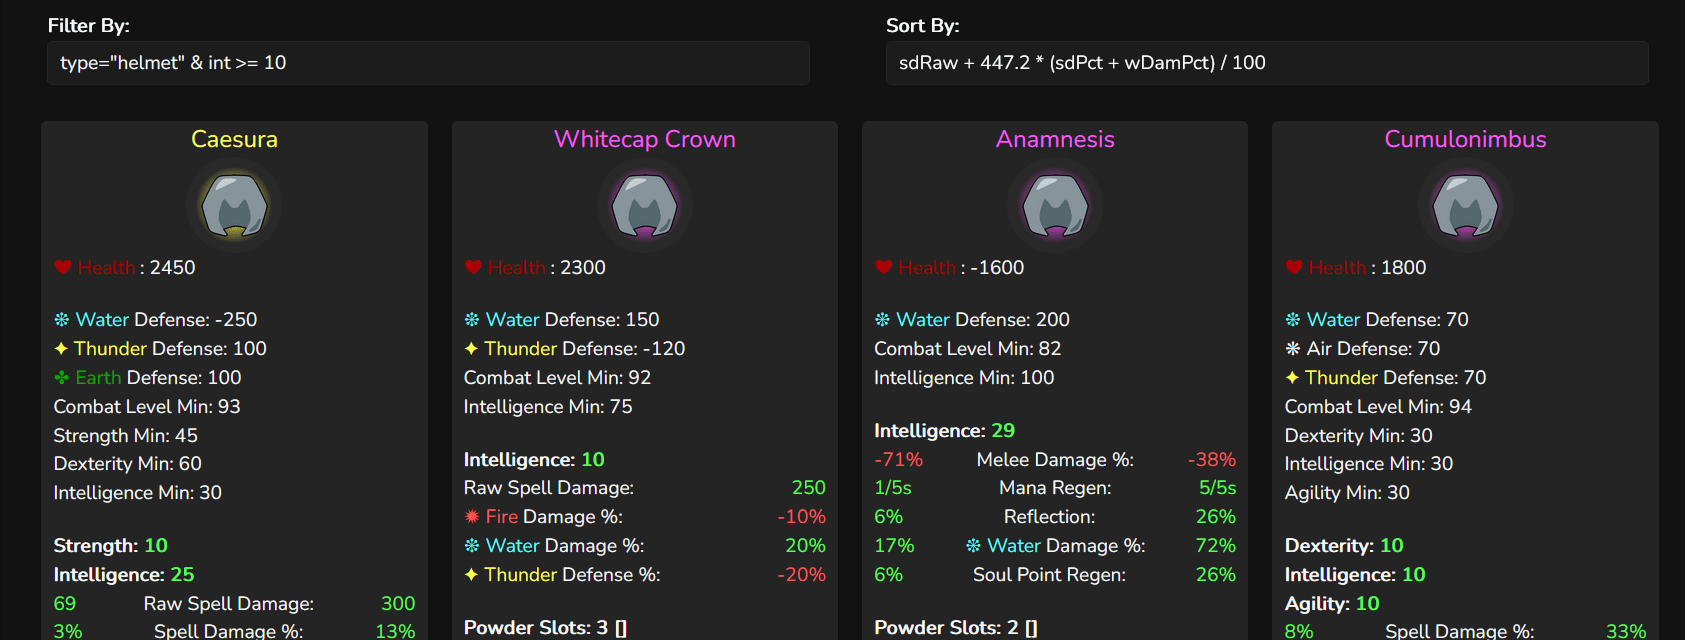 Filter By:
type="helmet" & int >= 10
Sort By:
sdRaw + 447.2 * (sdPct + wDamPct) / 100
Caesura
Health : 2450
Water Defense: -250
Thunder Defense: 100
Earth Defense: 100
Combat Level Min: 93
Strength Min: 45
Dexterity Min: 60
Intelligence Min: 30
Strength: 10
Intelligence: 25
69 Raw Spell Damage: 300
3% Spell Damage %: 13%
Whitecap Crown
Health : 2300
Water Defense: 150
Thunder Defense: -120
Combat Level Min: 92
Intelligence Min: 75
Intelligence: 10
Raw Spell Damage: 250
Fire Damage %: -10%
Water Damage %: 20%
Thunder Defense %: -20%
Powder Slots: 3 []
Anamnesis
Health : -1600
Water Defense: 200
Combat Level Min: 82
Intelligence Min: 100
Intelligence: 29
-71% Melee Damage %: -38%
1/5s Mana Regen: 5/5s
6% Reflection: 26%
17% Water Damage %: 72%
6% Soul Point Regen: 26%
Powder Slots: 2 []
Cumulonimbus
Health : 1800
Water Defense: 70
Air Defense: 70
Thunder Defense: 70
Combat Level Min: 94
Dexterity Min: 30
Intelligence Min: 30
Agility Min: 30
Dexterity: 10
Intelligence: 10
Agility: 10
8% Spell Damage %: 33%